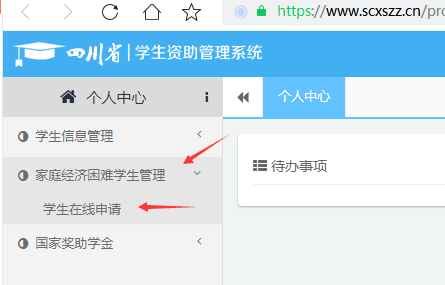 https://www.scxszz.cn/pro
四川省 | 学生资助管理系统
个人中心
个人中心
学生信息管理
家庭经济困难学生管理
待办事项
学生在线申请
国家奖助学金